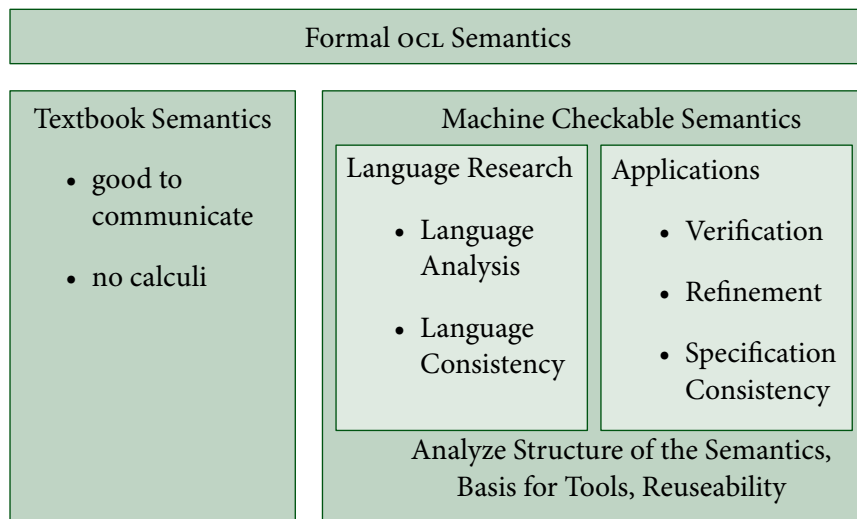 Formal OCL Semantics
Textbook Semantics
• good to
communicate
• no calculi
Machine Checkable Semantics
Language Research
• Language
Analysis
• Language
Consistency
Applications
• Verification
• Refinement
• Specification
Consistency
Analyze Structure of the Semantics,
Basis for Tools, Reuseability